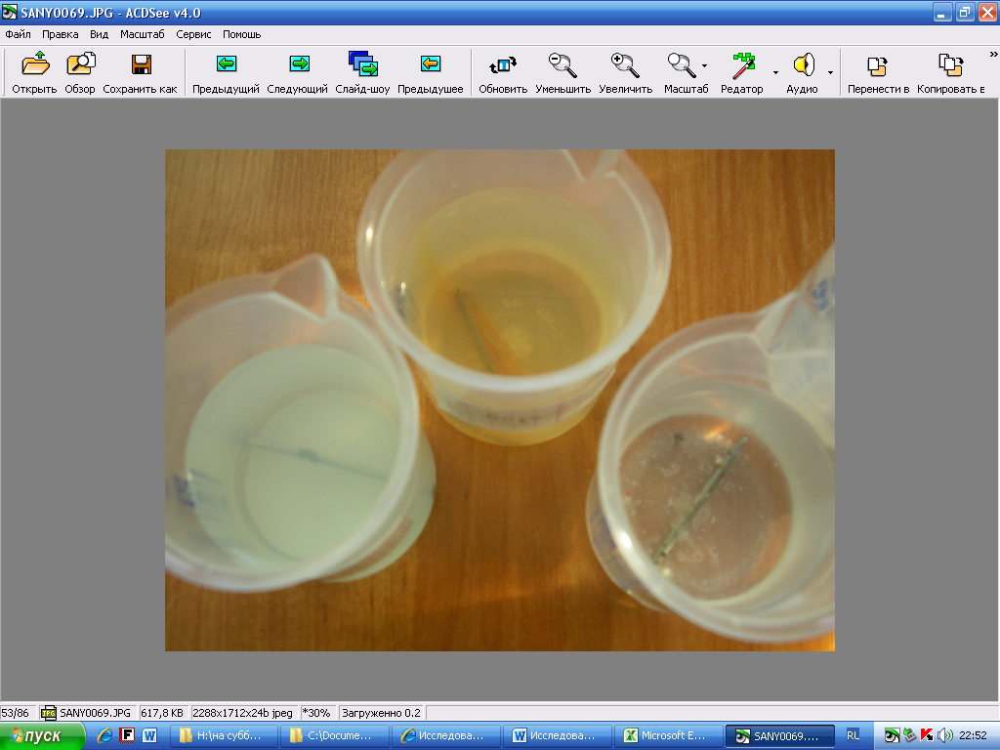 SANY0069.JPG - ACDSee v4.0
Файл Правка Вид Масштаб Сервис Помощь
Открыть Обзор Сохранить как Предыдущий Следующий Слайд-шоу Предыдущее Обновить Уменьшить Увеличить Масштаб Редатор Аудио Перенести в Копировать в
53/86 JPG SANY0069.JPG 617,8 KB 2288x1712x24b jpeg *30% Загруженно 0.2
пуск H:\на субб... C:\Docume... Исследова... Исследова... Microsoft E... SANY0069.... RL 22:52